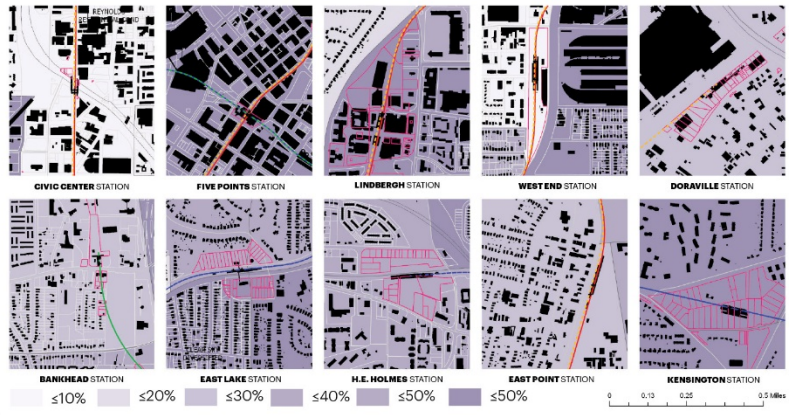 REYNOLDS
CIVIC CENTER STATION
FIVE POINTS STATION
LINDBERGH STATION
WEST END STATION
DORAVILLE STATION
BANKHEAD STATION
EAST LAKE STATION
H.E. HOLMES STATION
EAST POINT STATION
KENSINGTON STATION
≤10%
≤20%
≤30%
≤40%
≤50%
≤50%
0 0.13 0.25 0.5 Miles